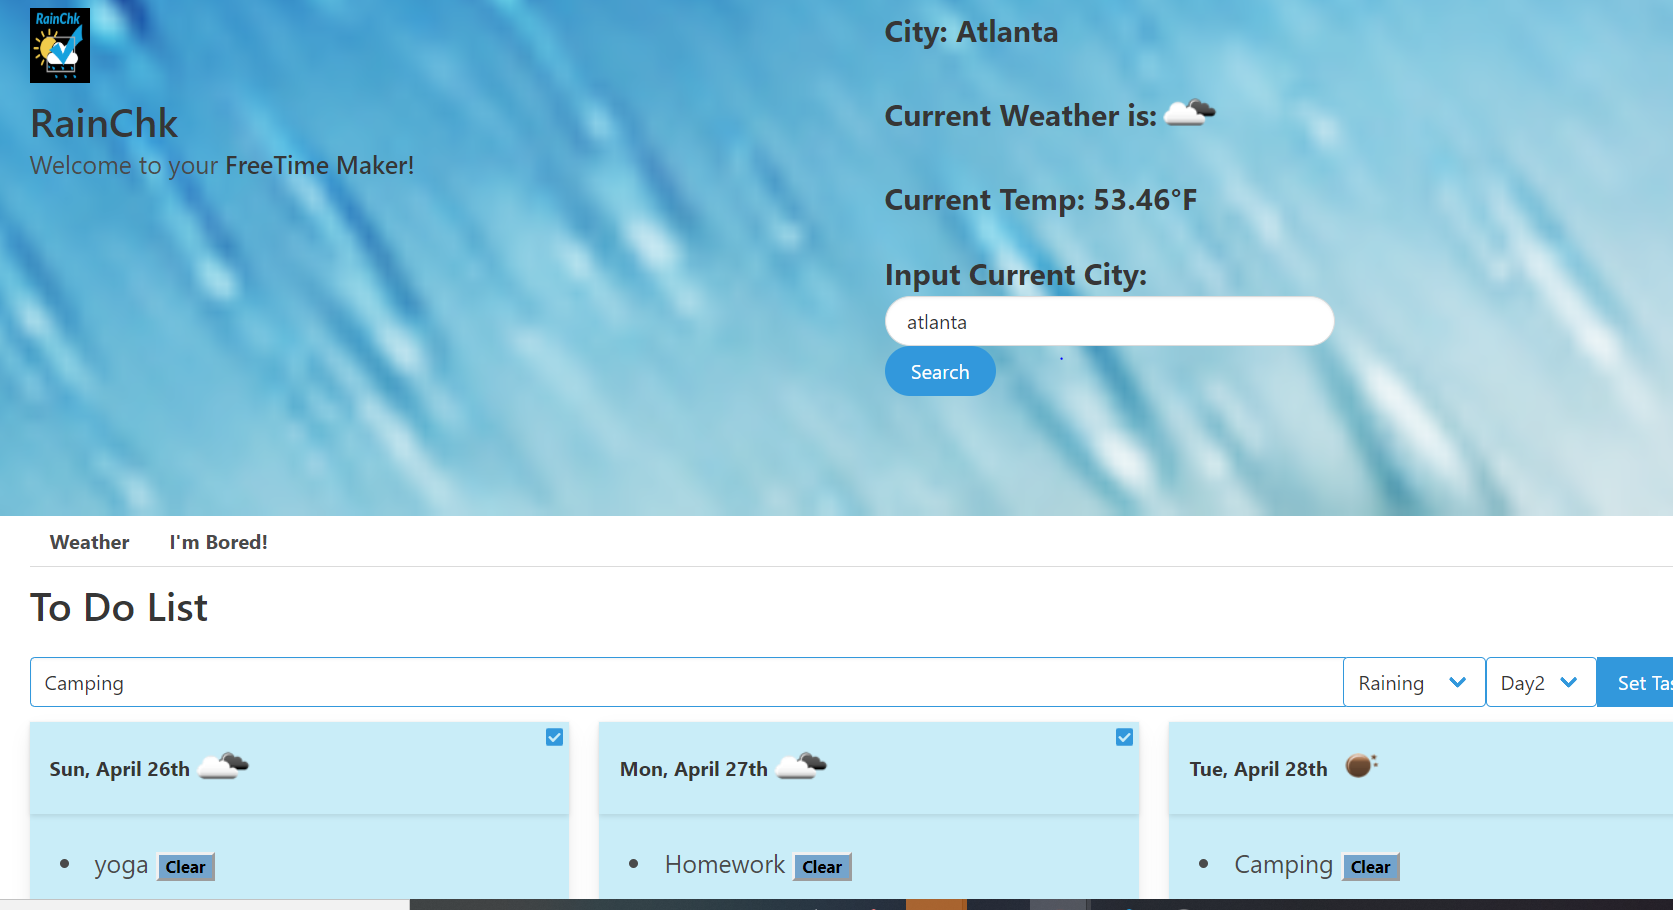 RainChk
RainChk
Welcome to your FreeTime Maker!
City: Atlanta
Current Weather is:
Current Temp: 53.46°F
Input Current City:
atlanta
Search
Weather I'm Bored!
To Do List
Camping Raining Day2 Set Tas
Sun, April 26th Mon, April 27th Tue, April 28th
• yoga Clear • Homework Clear • Camping Clear